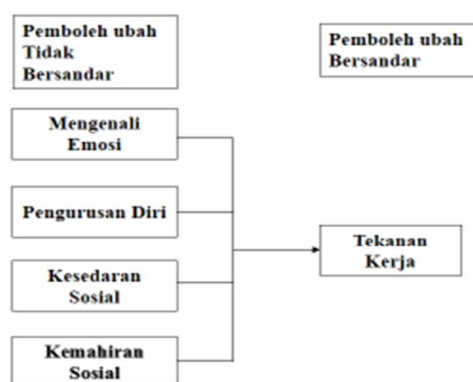 Pemboleh ubah
Tidak
Bersandar
Pemboleh ubah
Bersandar
Mengenali
Emosi
Pengurusan Diri
Kesedaran
Sosial
Kemahiran
Sosial
Tekanan
Kerja